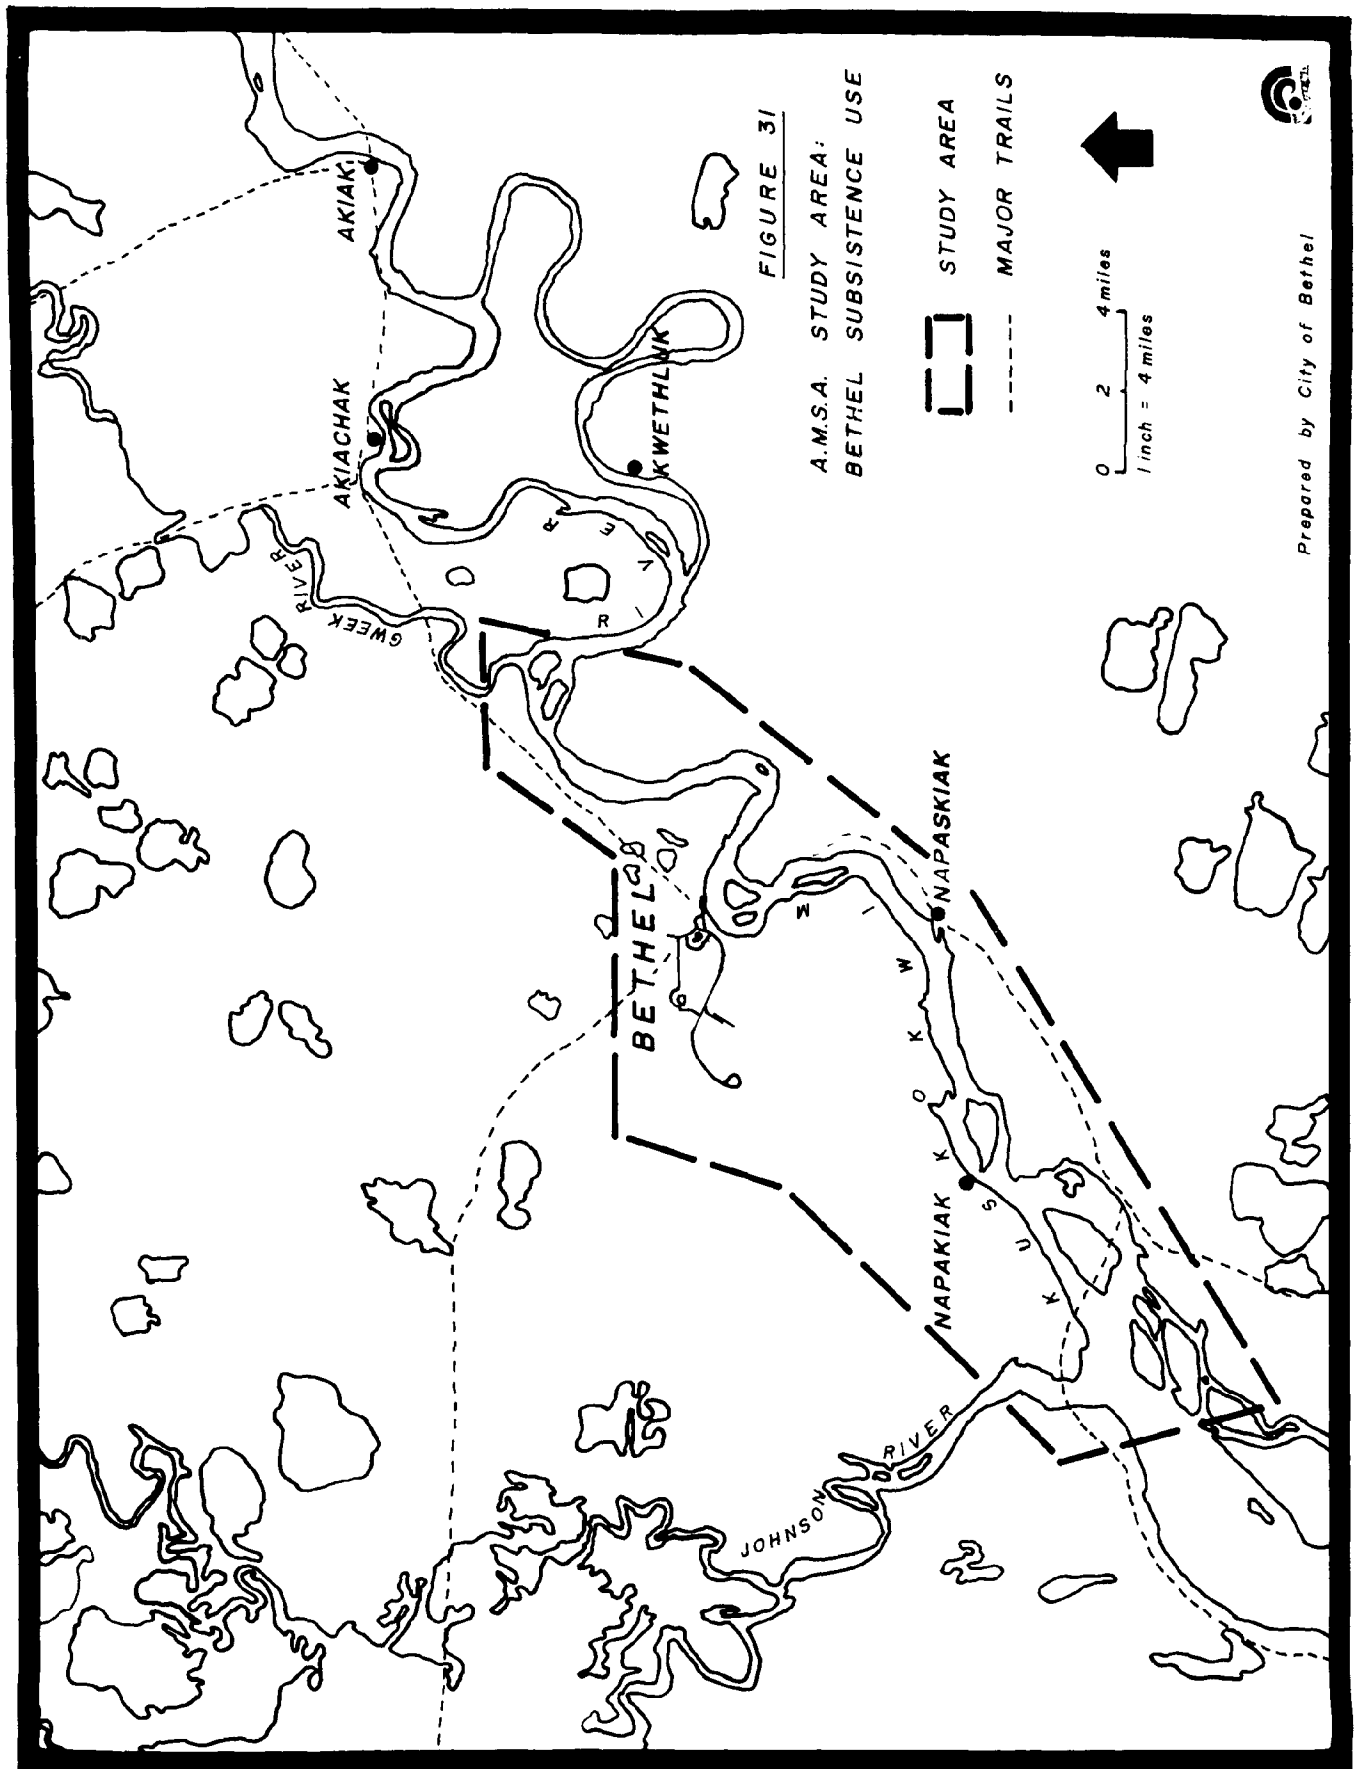 FIGURE 31
A.M.S.A. STUDY AREA:
BETHEL SUBSISTENCE USE
STUDY AREA
MAJOR TRAILS
0 2 4 miles
1 inch = 4 miles
Prepared by City of Bethel
AKIAK
AKIACHAK
KWETHLUK
GWEEK RIVER
BETHEL
NAPASKIAK
NAPAKIAK
JOHNSON RIVER
KUSKOKWIM RIVER